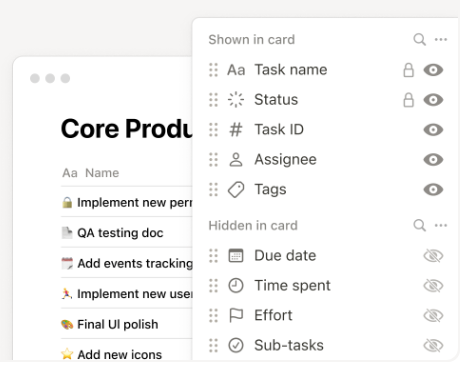 Shown in card
Aa Task name
Status
# Task ID
Assignee
Tags
Hidden in card
Due date
Time spent
Effort
Sub-tasks
Core Produ
Aa Name
Implement new perr
QA testing doc
Add events tracking
Implement new use
Final UI polish
Add new icons